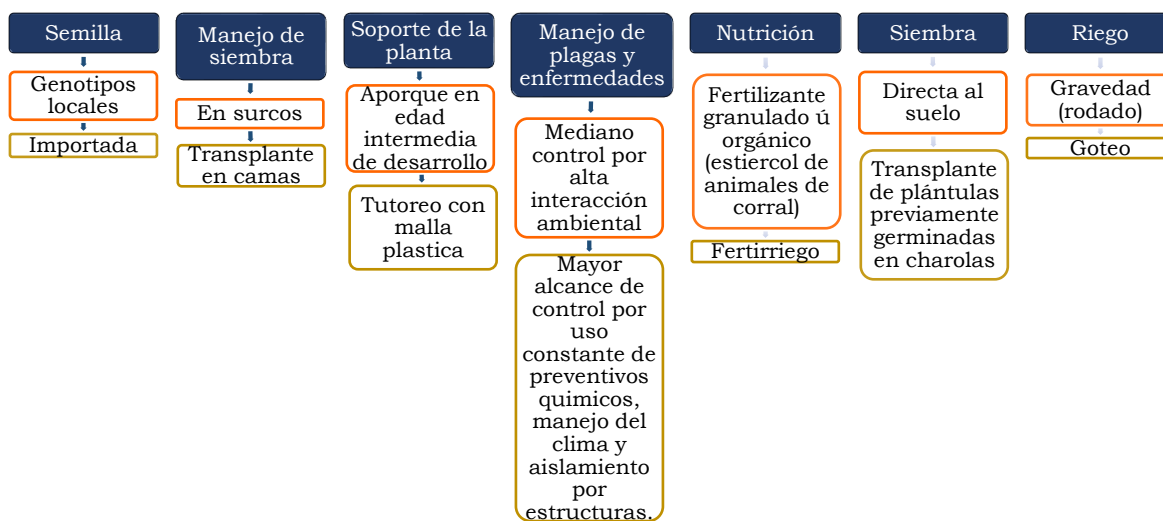 Semilla
Genotipos
locales
Importada
Manejo de
siembra
En surcos
Transplante
en camas
Soporte de la
planta
Aporque en
edad
intermedia
de desarrollo
Tutoreo con
malla
plastica
Manejo de
plagas y
enfermedades
Mediano
control por
alta
interacción
ambiental
Mayor
alcance de
control por
uso
constante de
preventivos
quimicos,
manejo del
clima y
aislamiento
por
estructuras.
Nutrición
Fertilizante
granulado ú
orgánico
(estiercol de
animales de
corral)
Fertirriego
Siembra
Directa al
suelo
Transplante
de plántulas
previamente
germinadas
en charolas
Riego
Gravedad
(rodado)
Goteo